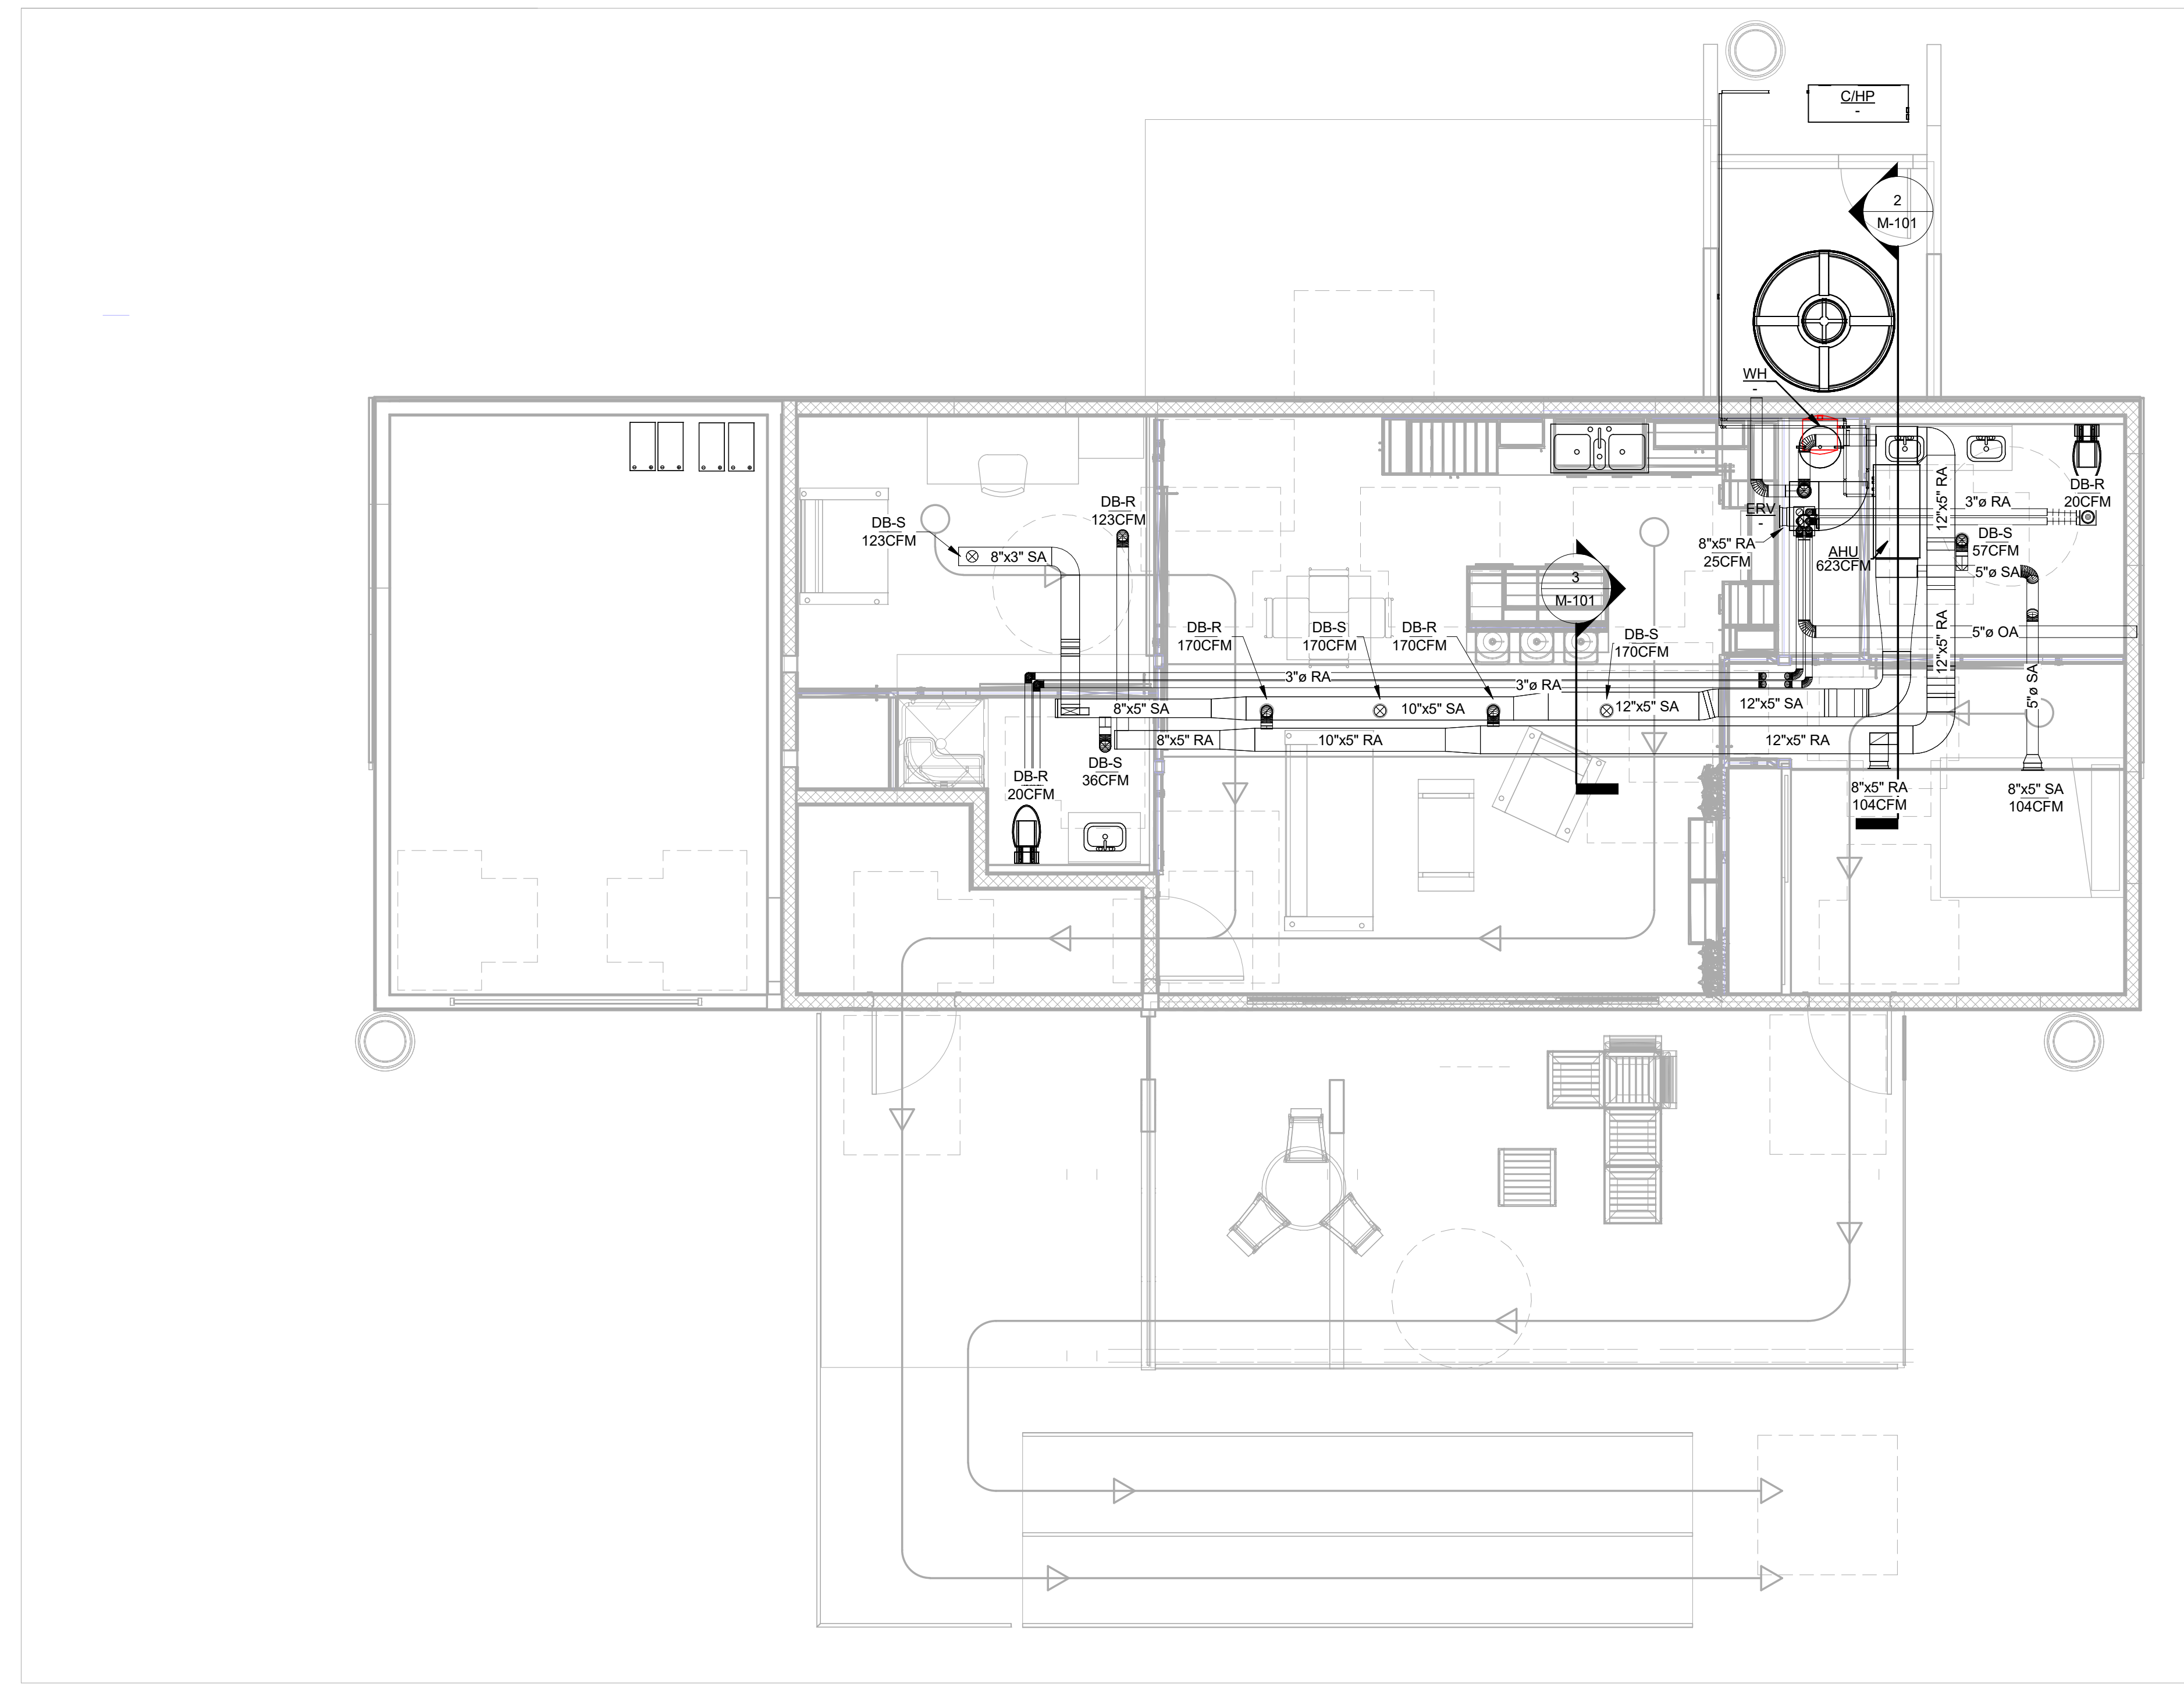 C/HP
-
2
M-101
WH
-
DB-R
123CFM
DB-S
123CFM
8"x3" SA
12"x5" RA
DB-R
20CFM
3"ø RA
ERV
-
DB-S
57CFM
8"x5" RA
25CFM
AHU
623CFM
5"ø SA
3
M-101
DB-R
170CFM
DB-S
170CFM
DB-R
170CFM
DB-S
170CFM
5"ø OA
12"x5" RA
3"ø RA
3"ø RA
5"ø SA
8"x5" SA
10"x5" SA
12"x5" SA
12"x5" SA
8"x5" RA
10"x5" RA
12"x5" RA
DB-S
36CFM
DB-R
20CFM
8"x5" RA
104CFM
8"x5" SA
104CFM